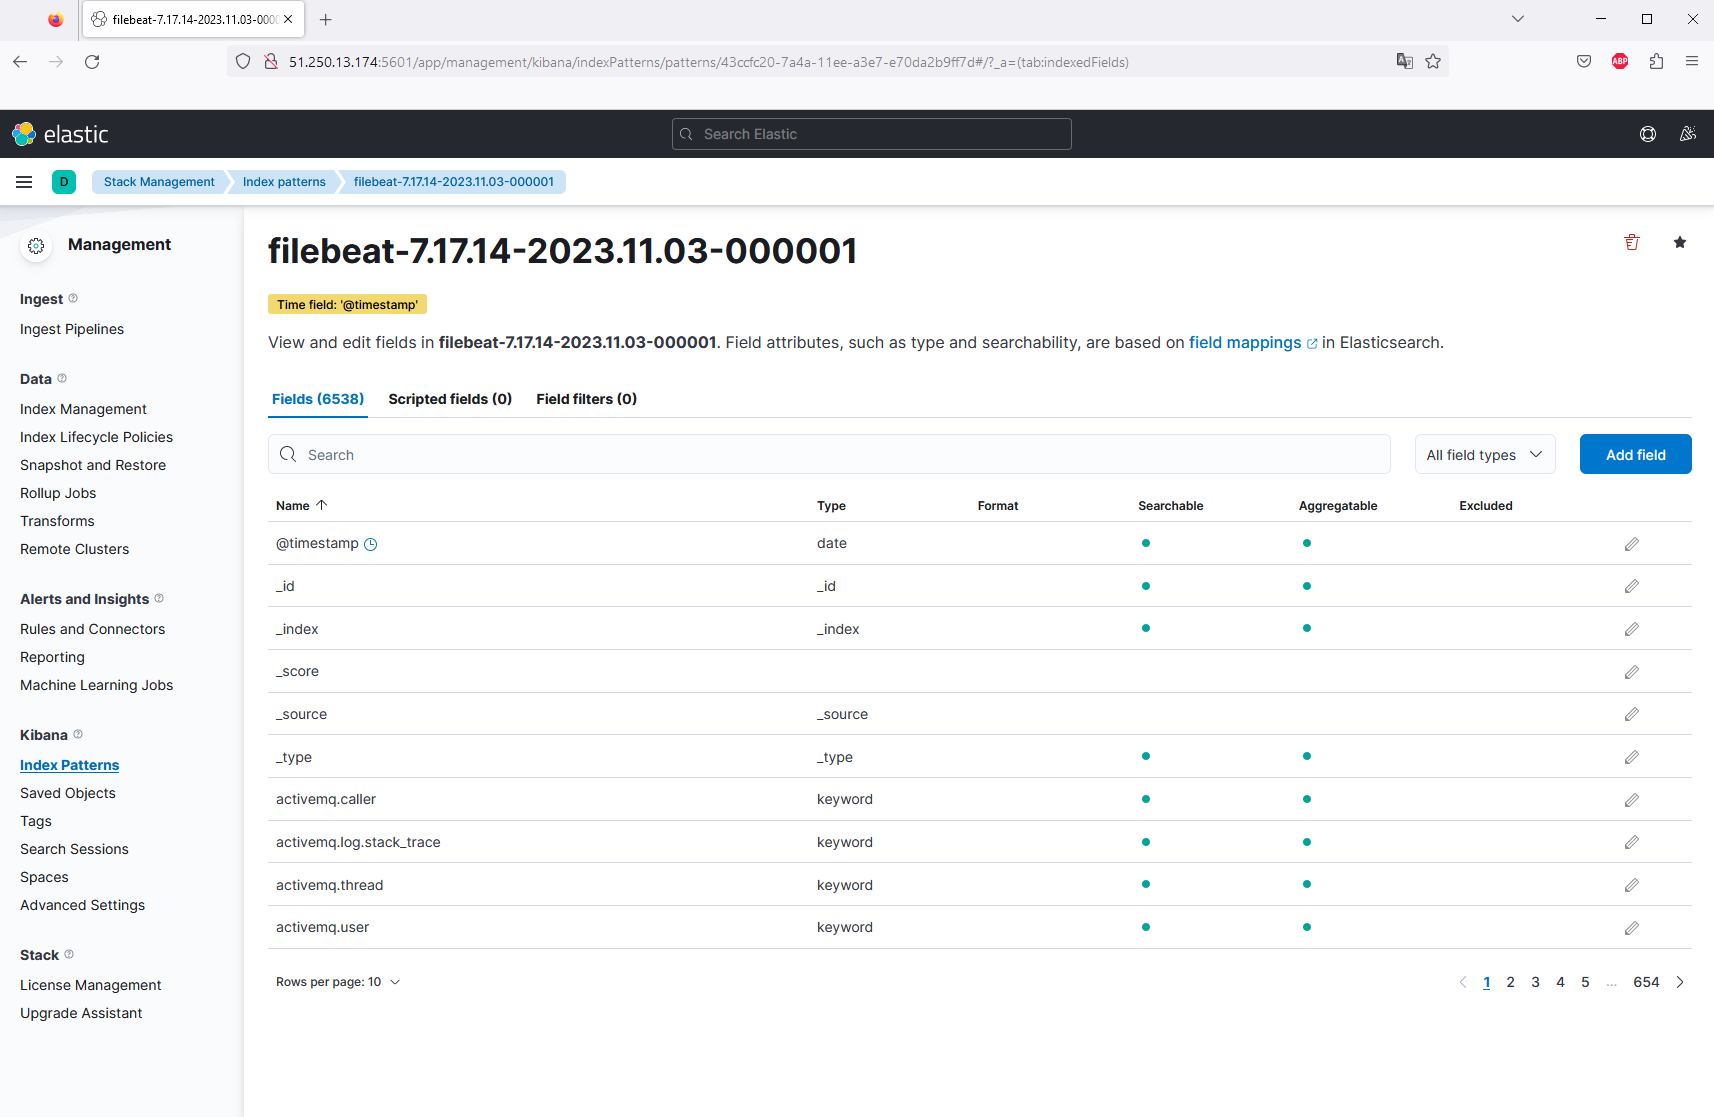 filebeat-7.17.14-2023.11.03-000
51.250.13.174:5601/app/management/kibana/indexPatterns/patterns/43ccfc20-7a4a-11ee-a3e7-e70da2b9ff7d#/?_a=(tab:indexedFields)
ABP
elastic
Search Elastic
D
Stack Management
Index patterns
filebeat-7.17.14-2023.11.03-000001
Management
Ingest
Ingest Pipelines
Data
Index Management
Index Lifecycle Policies
Snapshot and Restore
Rollup Jobs
Transforms
Remote Clusters
Alerts and Insights
Rules and Connectors
Reporting
Machine Learning Jobs
Kibana
Index Patterns
Saved Objects
Tags
Search Sessions
Spaces
Advanced Settings
Stack
License Management
Upgrade Assistant
filebeat-7.17.14-2023.11.03-000001
Time field: '@timestamp'
View and edit fields in filebeat-7.17.14-2023.11.03-000001. Field attributes, such as type and searchability, are based on field mappings in Elasticsearch.
Fields (6538) Scripted fields (0) Field filters (0)
Search
All field types
Add field
Name Type Format Searchable Aggregatable Excluded
@timestamp date
_id _id
_index _index
_score
_source _source
_type _type
activemq.caller keyword
activemq.log.stack_trace keyword
activemq.thread keyword
activemq.user keyword
Rows per page: 10
1 2 3 4 5 ... 654